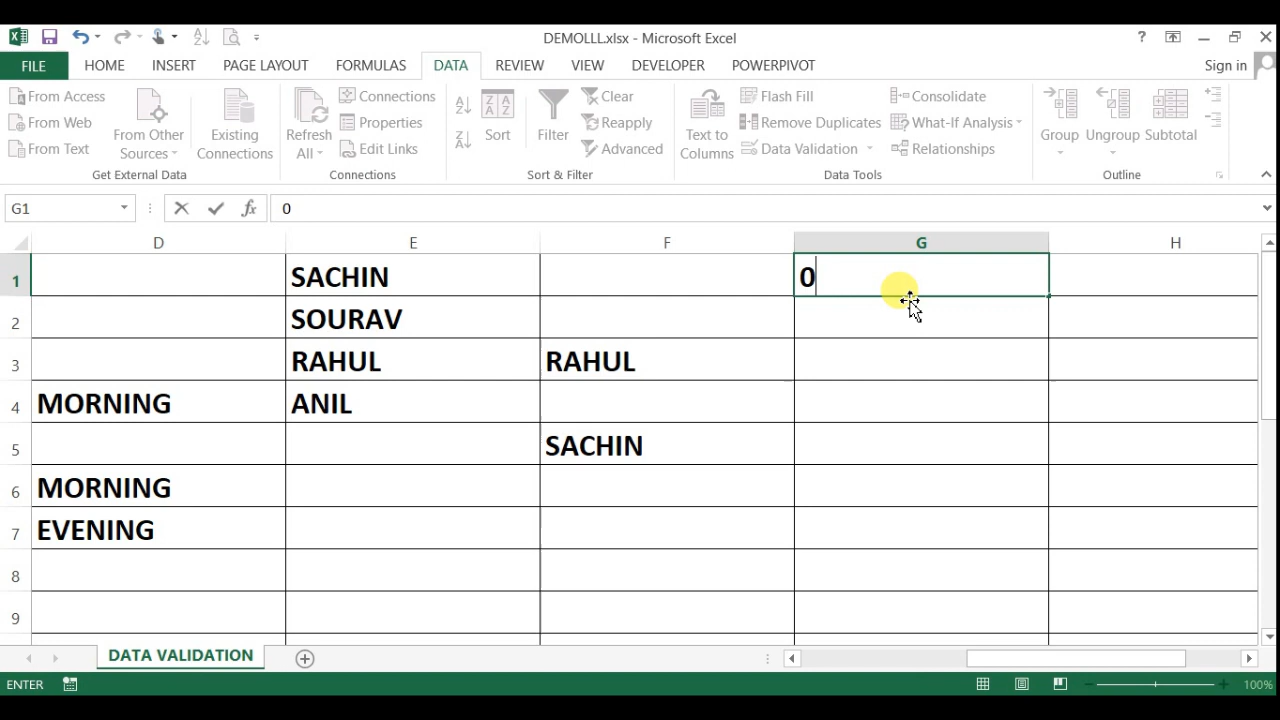 DEMOLLL.xlsx - Microsoft Excel
?
FILE HOME INSERT PAGE LAYOUT FORMULAS DATA REVIEW VIEW DEVELOPER POWERPIVOT Sign in
From Access
From Web
From Text
From Other Sources
Existing Connections
Get External Data
Refresh All
Connections
Properties
Edit Links
Connections
Sort
Filter
Clear
Reapply
Advanced
Sort & Filter
Text to Columns
Flash Fill
Remove Duplicates
Data Validation
Consolidate
What-If Analysis
Relationships
Data Tools
Group
Ungroup
Subtotal
Outline
G1 fx 0
D E F G H
1 SACHIN 0
2 SOURAV
3 RAHUL RAHUL
4 MORNING ANIL
5 SACHIN
6 MORNING
7 EVENING
8
9
DATA VALIDATION
ENTER 100%